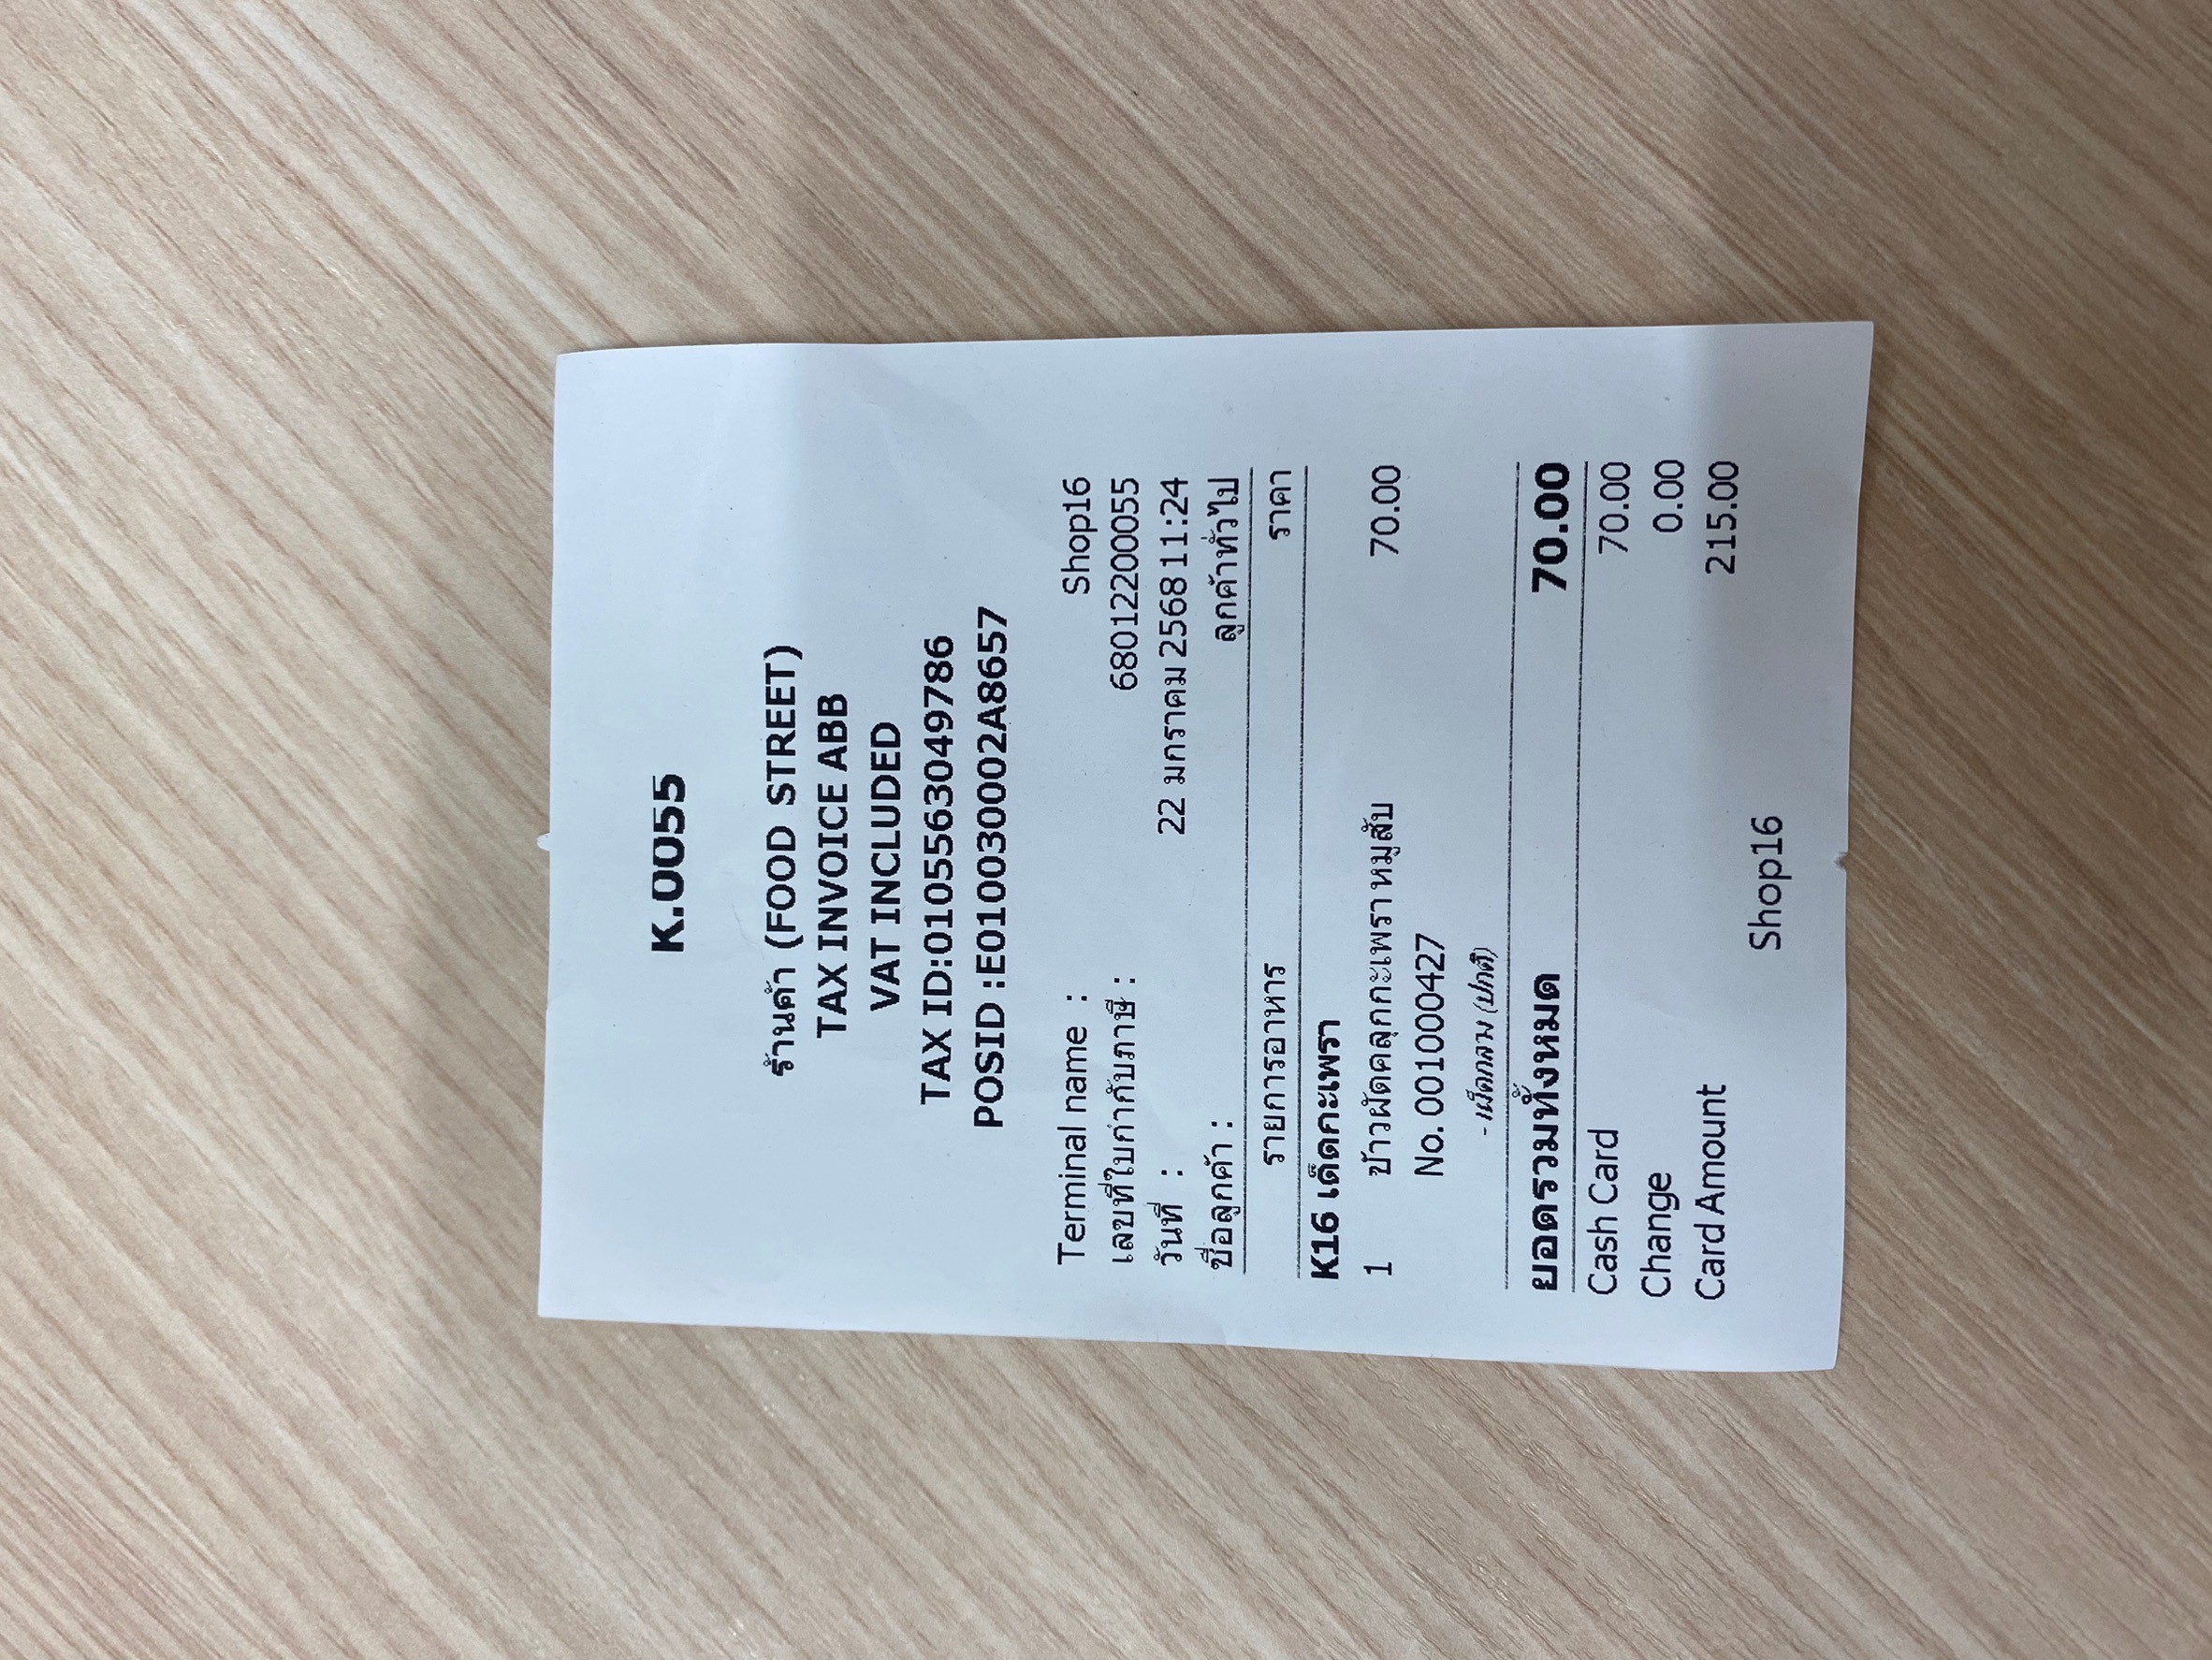 K.0055
ร้านค้า (FOOD STREET)
TAX INVOICE ABB
VAT INCLUDED
TAX ID:0105563049786
POSID :E010030002A8657
Terminal name : Shop16
เลขที่ใบกำกับภาษี : 68012200055
วันที่ : 22 มกราคม 2568 11:24
ชื่อลูกค้า : ลูกค้าทั่วไป
รายการอาหาร ราคา
K16 เด็ดกะเพรา
1 ข้าวผัดคลุกกะเพรา หมูสับ 70.00
No. 001000427
- เผ็ดกลาง (ปกติ)
ยอดรวมทั้งหมด 70.00
Cash Card 70.00
Change 0.00
Card Amount 215.00
Shop16